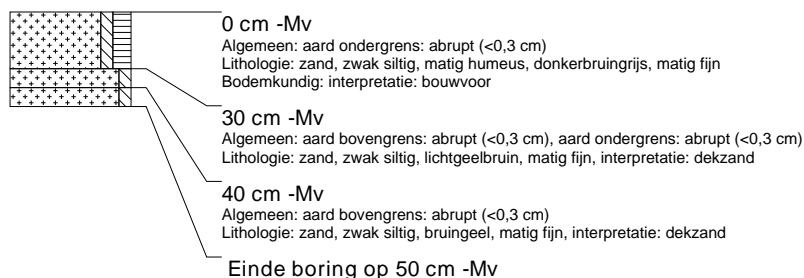 0 cm -Mv
Algemeen: aard ondergrens: abrupt (<0,3 cm)
Lithologie: zand, zwak siltig, matig humeus, donkerbruingrijs, matig fijn
Bodemkundig: interpretatie: bouwvoor
30 cm -Mv
Algemeen: aard bovengrens: abrupt (<0,3 cm), aard ondergrens: abrupt (<0,3 cm)
Lithologie: zand, zwak siltig, lichtgeelbruin, matig fijn, interpretatie: dekzand
40 cm -Mv
Algemeen: aard bovengrens: abrupt (<0,3 cm)
Lithologie: zand, zwak siltig, bruingeel, matig fijn, interpretatie: dekzand
Einde boring op 50 cm -Mv